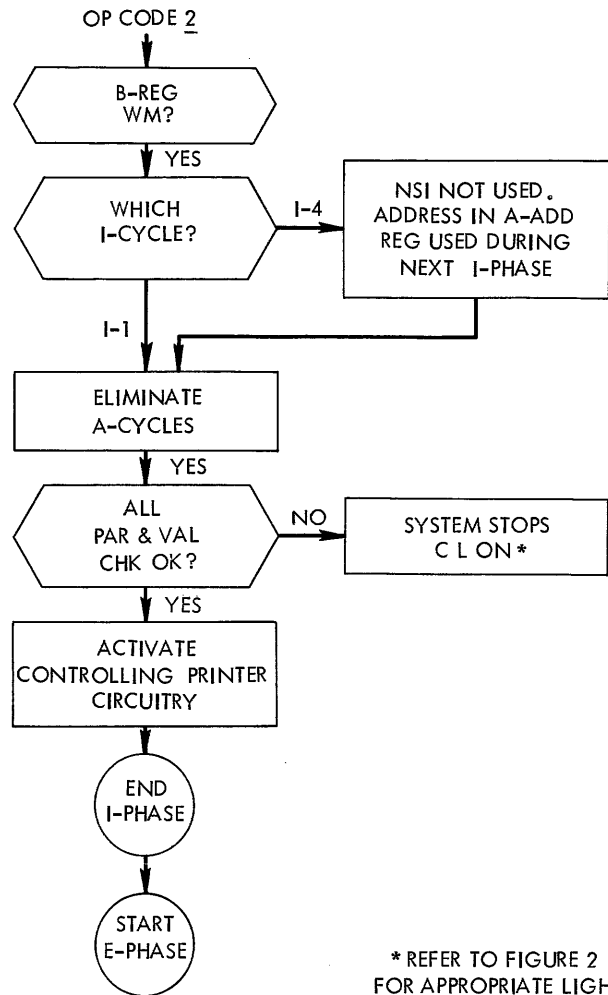 OP CODE 2
B-REG
WM?
YES
WHICH
I-CYCLE?
I-4
NSI NOT USED.
ADDRESS IN A-ADD
REG USED DURING
NEXT I-PHASE
I-1
ELIMINATE
A-CYCLES
YES
ALL
PAR & VAL
CHK OK?
NO
SYSTEM STOPS
C L ON*
YES
ACTIVATE
CONTROLLING PRINTER
CIRCUITRY
END
I-PHASE
START
E-PHASE
* REFER TO FIGURE 2
FOR APPROPRIATE LIGH